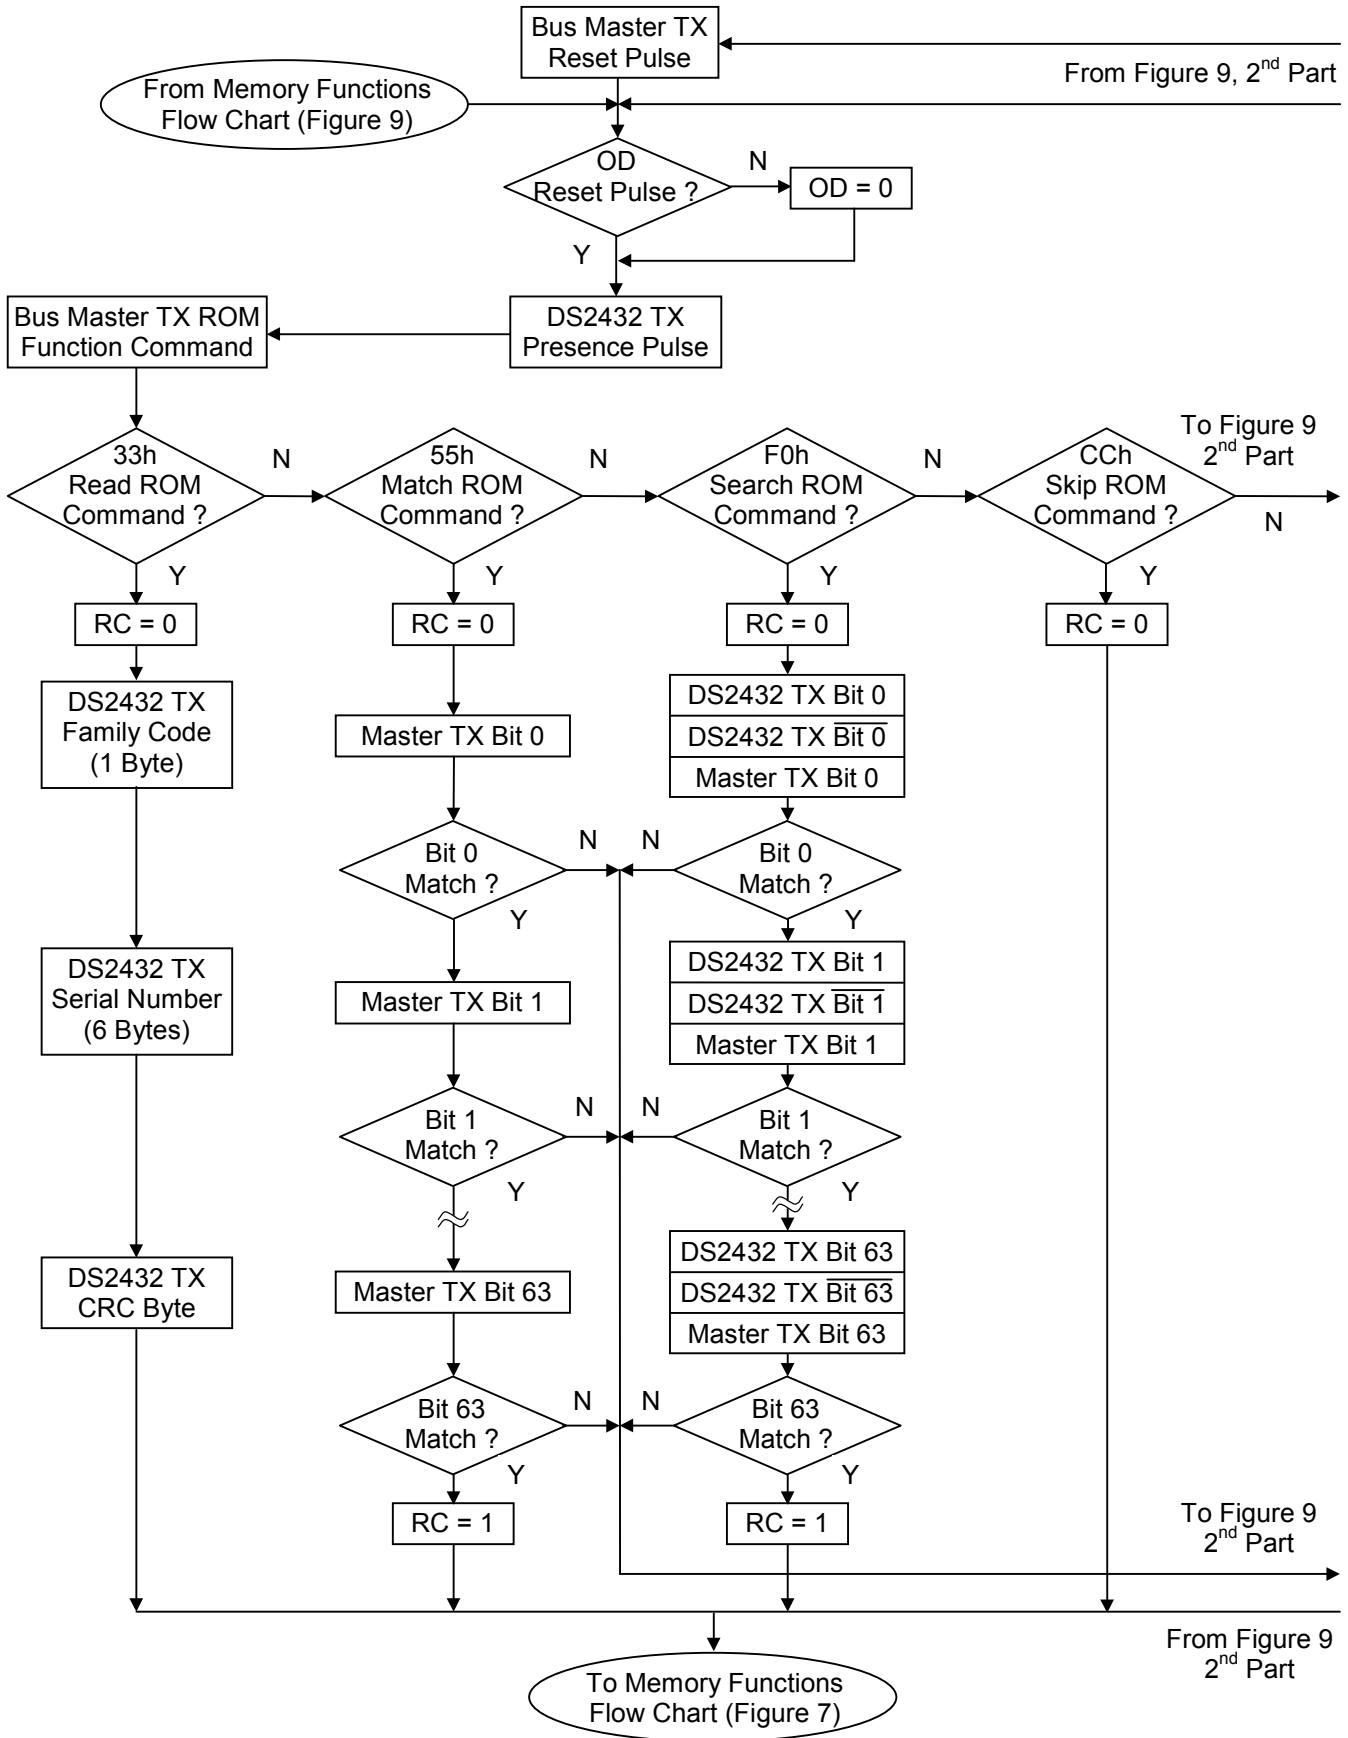 Bus Master TX
Reset Pulse
From Figure 9, 2nd Part
From Memory Functions
Flow Chart (Figure 9)
OD
Reset Pulse ?
N
OD = 0
Y
Bus Master TX ROM
Function Command
DS2432 TX
Presence Pulse
To Figure 9
2nd Part
33h
Read ROM
Command ?
N
55h
Match ROM
Command ?
N
F0h
Search ROM
Command ?
N
CCh
Skip ROM
Command ?
N
Y
Y
Y
Y
RC = 0
RC = 0
RC = 0
RC = 0
DS2432 TX
Family Code
(1 Byte)
Master TX Bit 0
DS2432 TX Bit 0
DS2432 TX B̅i̅t̅ ̅0̅
Master TX Bit 0
Bit 0
Match ?
N
N
Bit 0
Match ?
Y
Y
DS2432 TX
Serial Number
(6 Bytes)
Master TX Bit 1
DS2432 TX Bit 1
DS2432 TX B̅i̅t̅ ̅1̅
Master TX Bit 1
Bit 1
Match ?
N
N
Bit 1
Match ?
Y
Y
DS2432 TX
CRC Byte
Master TX Bit 63
DS2432 TX Bit 63
DS2432 TX B̅i̅t̅ ̅6̅3̅
Master TX Bit 63
Bit 63
Match ?
N
N
Bit 63
Match ?
Y
Y
RC = 1
RC = 1
To Figure 9
2nd Part
From Figure 9
2nd Part
To Memory Functions
Flow Chart (Figure 7)